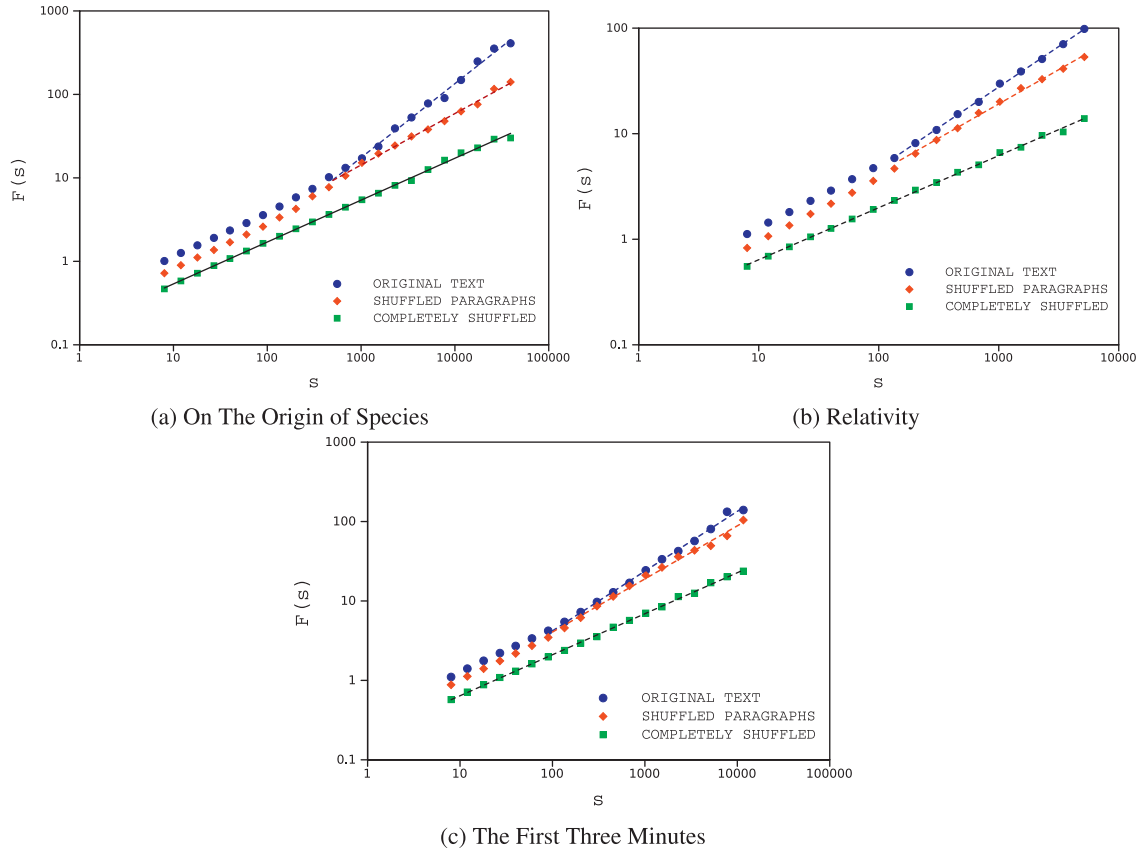 1000
100
10
1
0.1
F(s)
1
10
100
1000
10000
100000
s
ORIGINAL TEXT
SHUFFLED PARAGRAPHS
COMPLETELY SHUFFLED
(a) On The Origin of Species
100
10
1
0.1
F(s)
1
10
100
1000
10000
s
ORIGINAL TEXT
SHUFFLED PARAGRAPHS
COMPLETELY SHUFFLED
(b) Relativity
1000
100
10
1
0.1
F(s)
1
10
100
1000
10000
100000
s
ORIGINAL TEXT
SHUFFLED PARAGRAPHS
COMPLETELY SHUFFLED
(c) The First Three Minutes